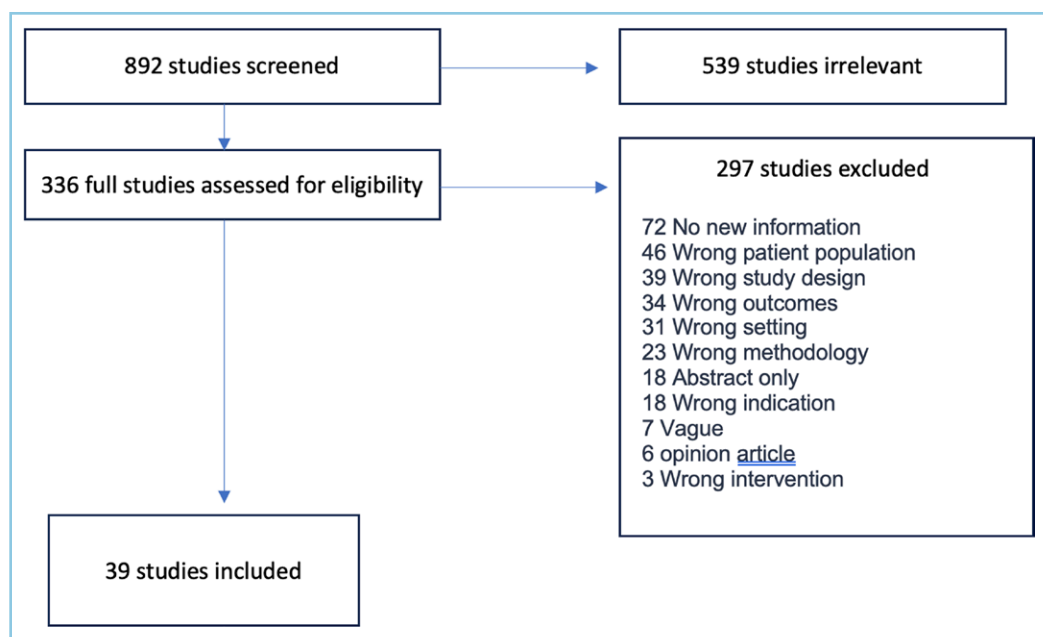 892 studies screened
539 studies irrelevant
336 full studies assessed for eligibility
297 studies excluded
72 No new information
46 Wrong patient population
39 Wrong study design
34 Wrong outcomes
31 Wrong setting
23 Wrong methodology
18 Abstract only
18 Wrong indication
7 Vague
6 opinion article
3 Wrong intervention
39 studies included